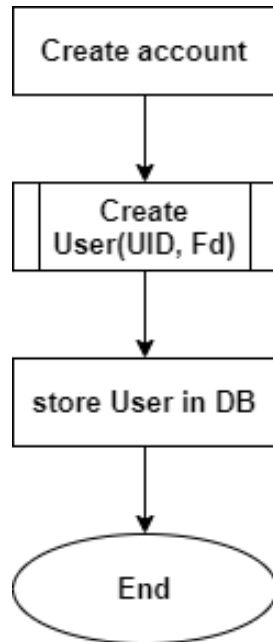 Create account
Create
User(UID, Fd)
store User in DB
End